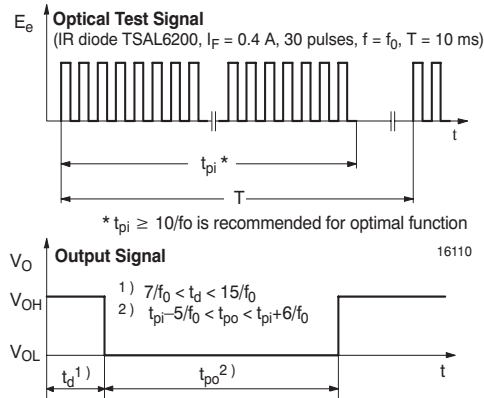 E_e
Optical Test Signal
(IR diode TSAL6200, I_F = 0.4 A, 30 pulses, f = f_0, T = 10 ms)
t
t_pi *
T
* t_pi ≥ 10/fo is recommended for optimal function
Output Signal
16110
V_O
V_OH
1) 7/f_0 < t_d < 15/f_0
2) t_pi–5/f_0 < t_po < t_pi+6/f_0
V_OL
t
t_d 1)
t_po 2)